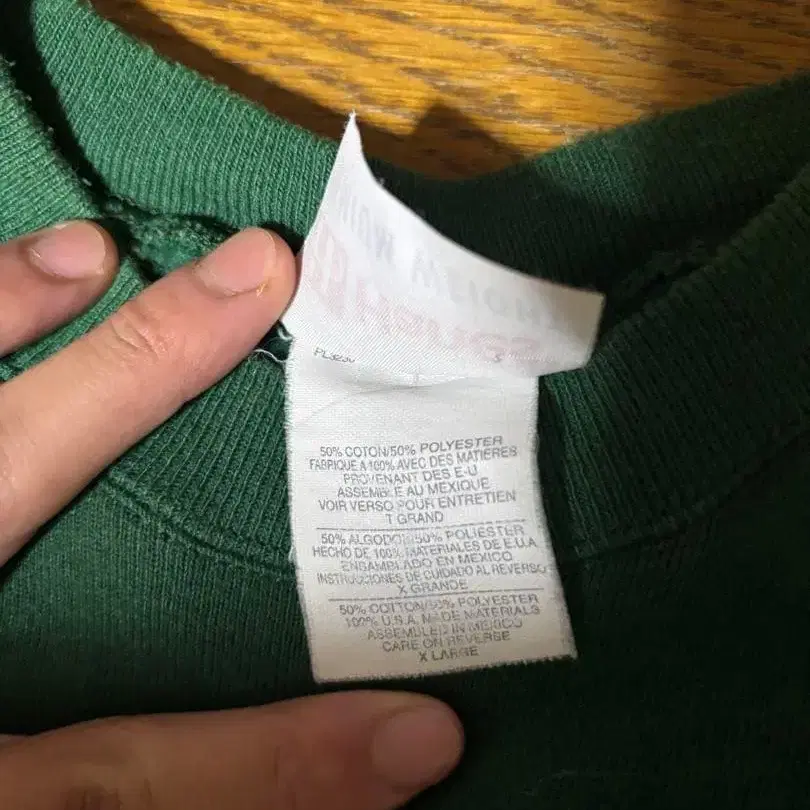 50% COTON/50% POLYESTER
FABRIQUE A 100% AVEC DES MATIERES
PROVENANT DES E-U
ASSEMBLE AU MEXIQUE
VOIR VERSO POUR ENTRETIEN
T GRAND
50% ALGODON/50% POLIESTER
HECHO DE 100% MATERIALES DE E.U.A.
ENSAMBLADO EN MEXICO
INSTRUCCIONES DE CUIDADO AL REVERSO
X GRANDE
50% COTTON/50% POLYESTER
100% U.S.A. MADE MATERIALS
ASSEMBLED IN MEXICO
CARE ON REVERSE
X LARGE